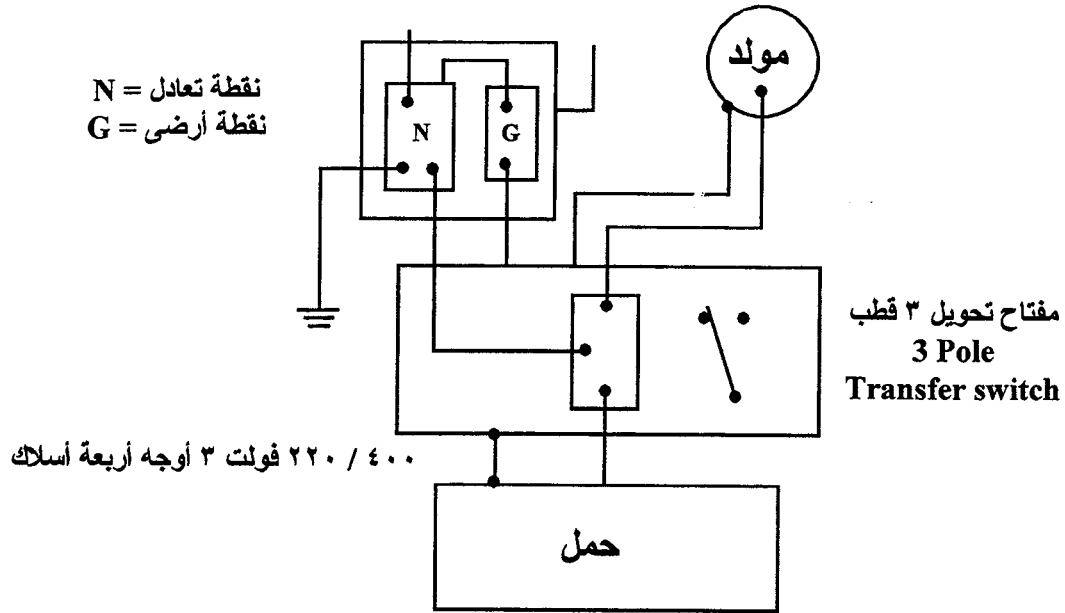 مولد
N = نقطة تعادل
G = نقطة أرضى
N
G
مفتاح تحويل ٣ قطب
3 Pole
Transfer switch
٤٠٠ / ٢٢٠ فولت ٣ أوجه أربعة أسلاك
حمل